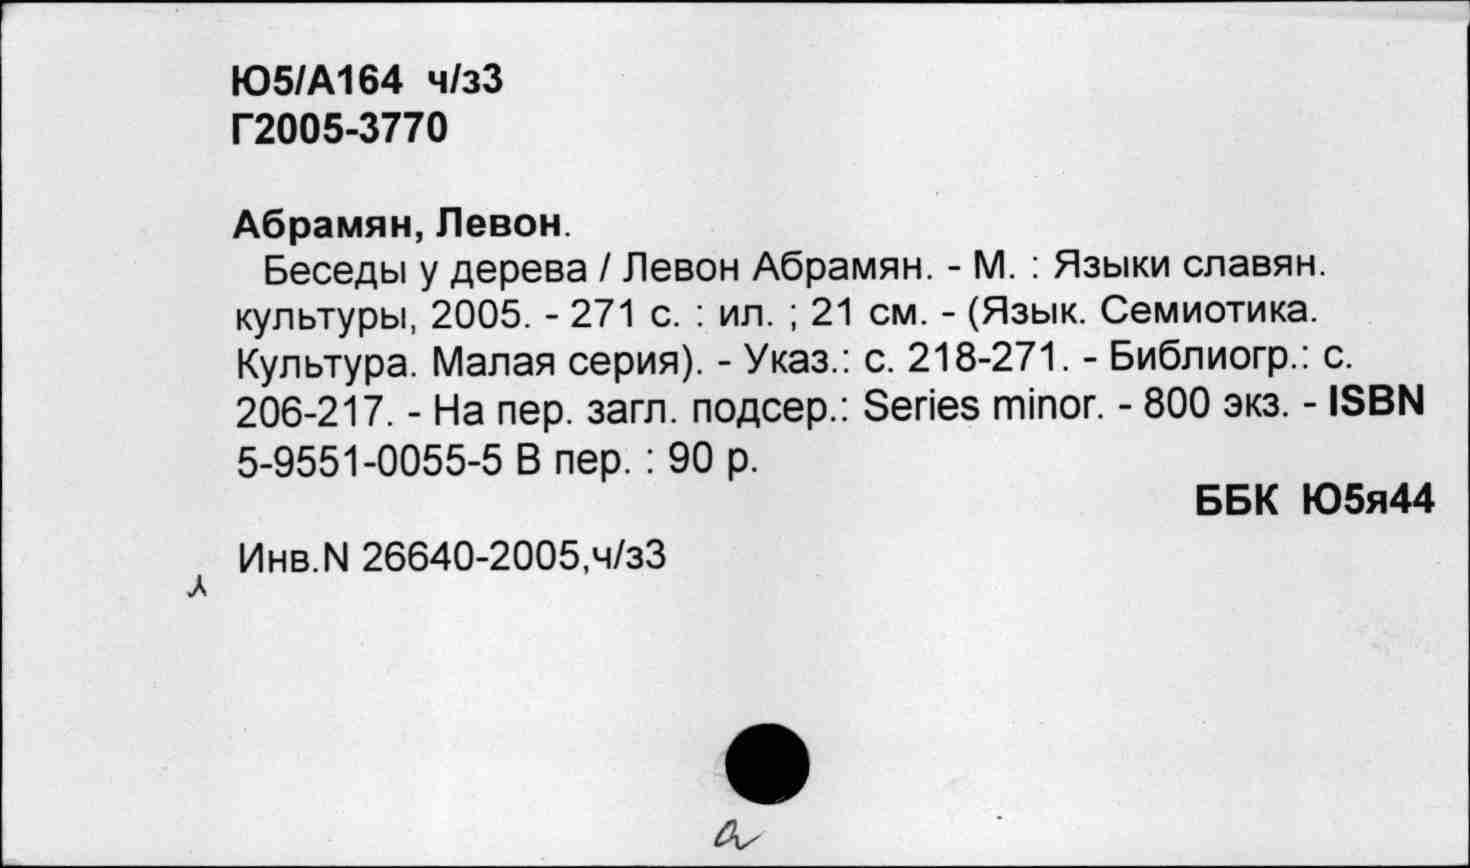 Ю5/А164 ч/з3
Г2005-3770
Абрамян, Левон.
Беседы у дерева / Левон Абрамян. - М. : Языки славян.
культуры, 2005. - 271 с. : ил. ; 21 см. - (Язык. Семиотика.
Культура. Малая серия). - Указ.: с. 218-271. - Библиогр.: с.
206-217. - На пер. загл. подсер.: Series minor. - 800 экз. - ISBN
5-9551-0055-5 В пер. : 90 р.
ББК Ю5я44
Инв.N 26640-2005,ч/з3